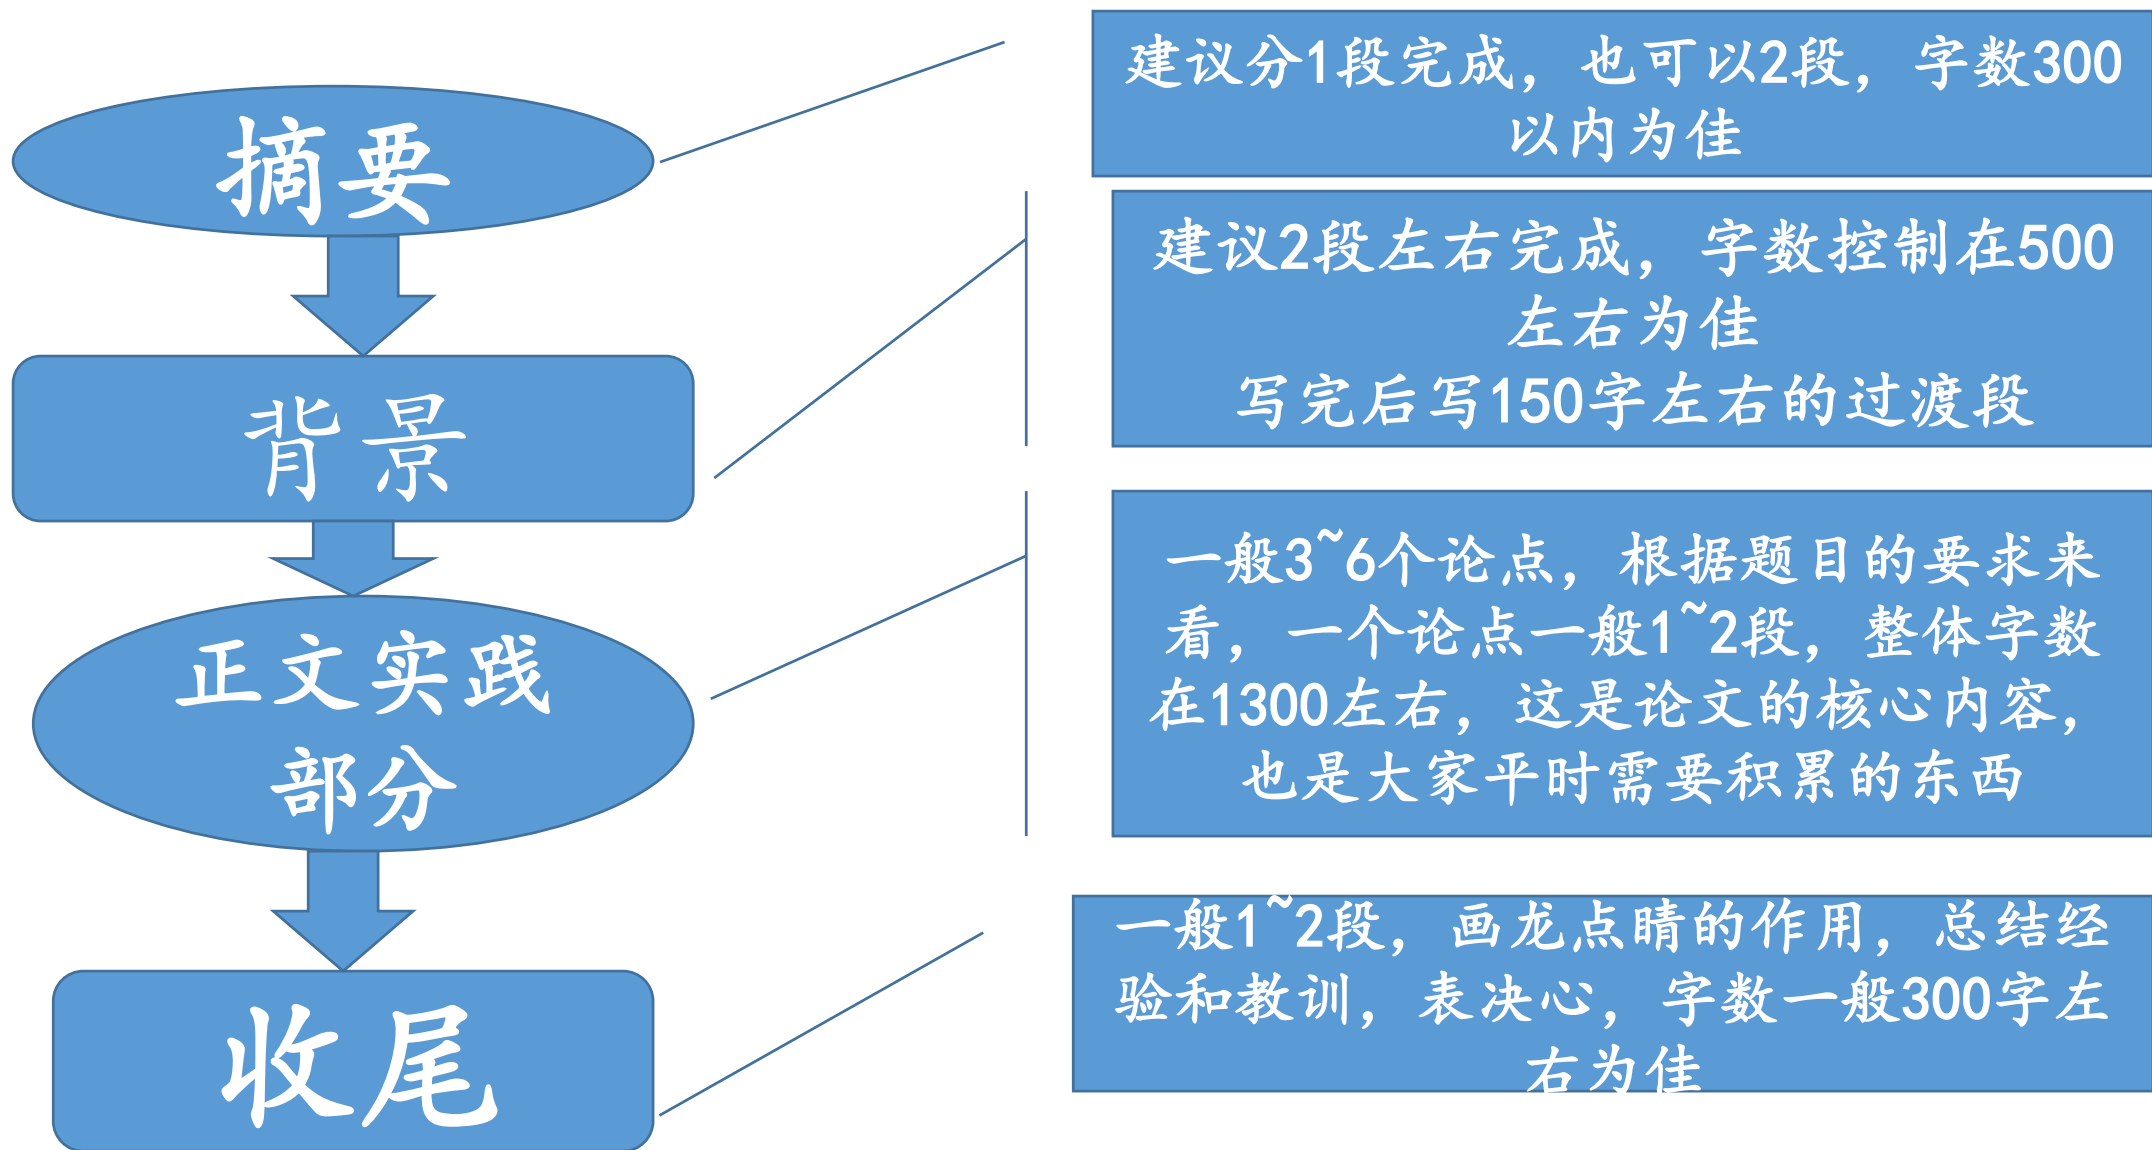 摘要
建议分1段完成，也可以2段，字数300
以内为佳
背景
建议2段左右完成，字数控制在500
左右为佳
写完后写150字左右的过渡段
正文实践
部分
一般3~6个论点，根据题目的要求来
看，一个论点一般1~2段，整体字数
在1300左右，这是论文的核心内容，
也是大家平时需要积累的东西
收尾
一般1~2段，画龙点睛的作用，总结经
验和教训，表决心，字数一般300字左
右为佳